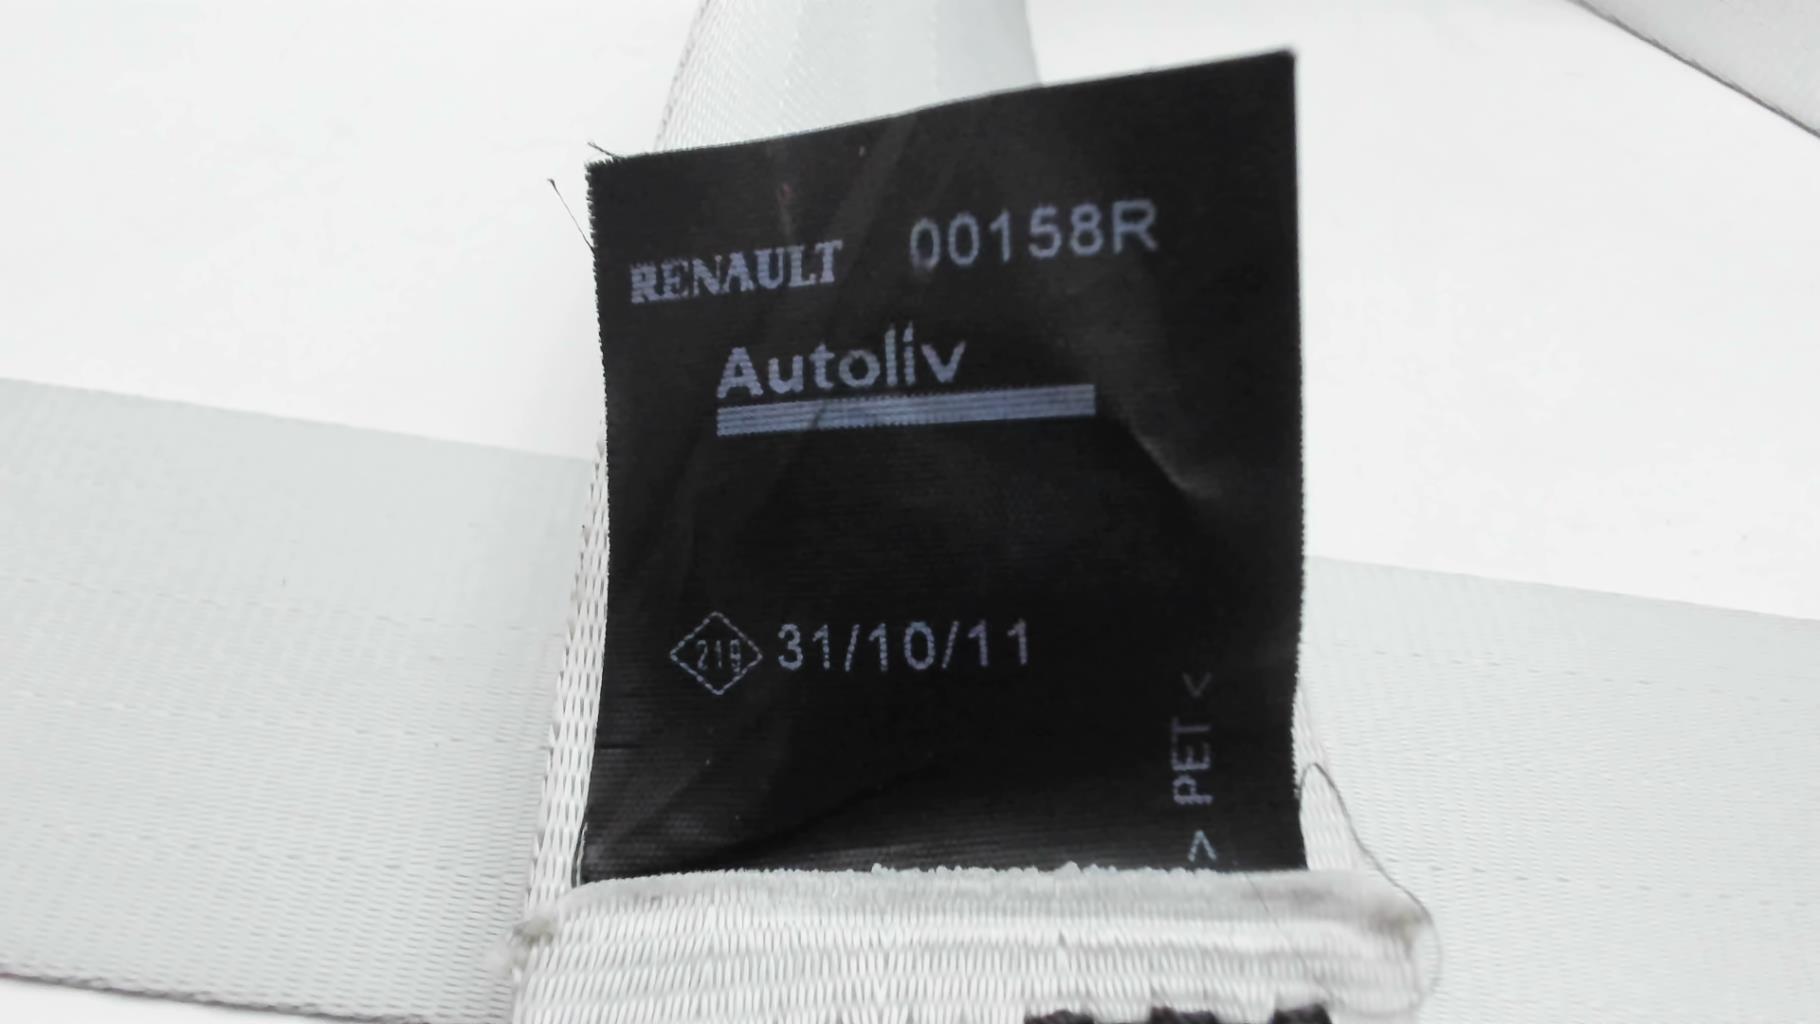 RENAULT 00158R
Autoliv
219 31/10/11
> PET <